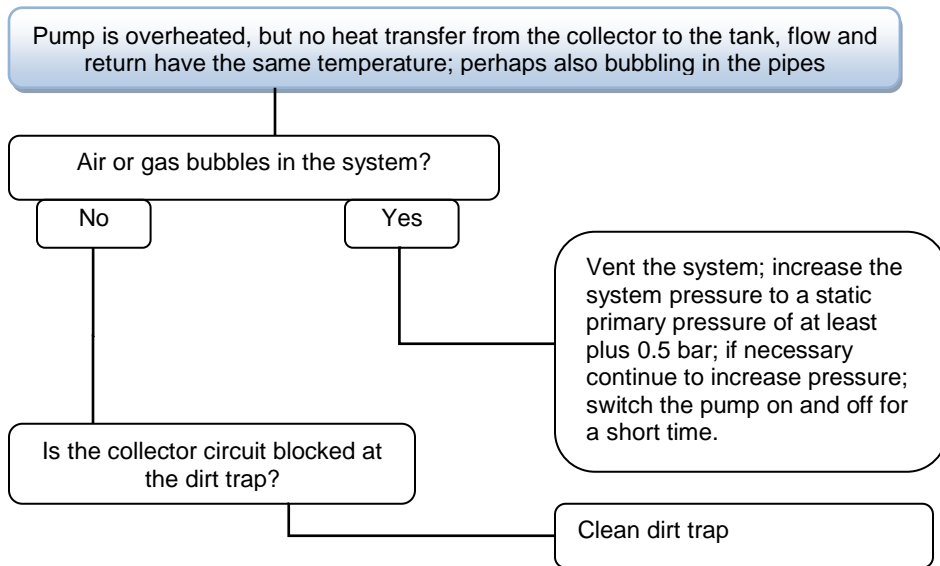 Pump is overheated, but no heat transfer from the collector to the tank, flow and
return have the same temperature; perhaps also bubbling in the pipes
Air or gas bubbles in the system?
No
Yes
Vent the system; increase the
system pressure to a static
primary pressure of at least
plus 0.5 bar; if necessary
continue to increase pressure;
switch the pump on and off for
a short time.
Is the collector circuit blocked at
the dirt trap?
Clean dirt trap